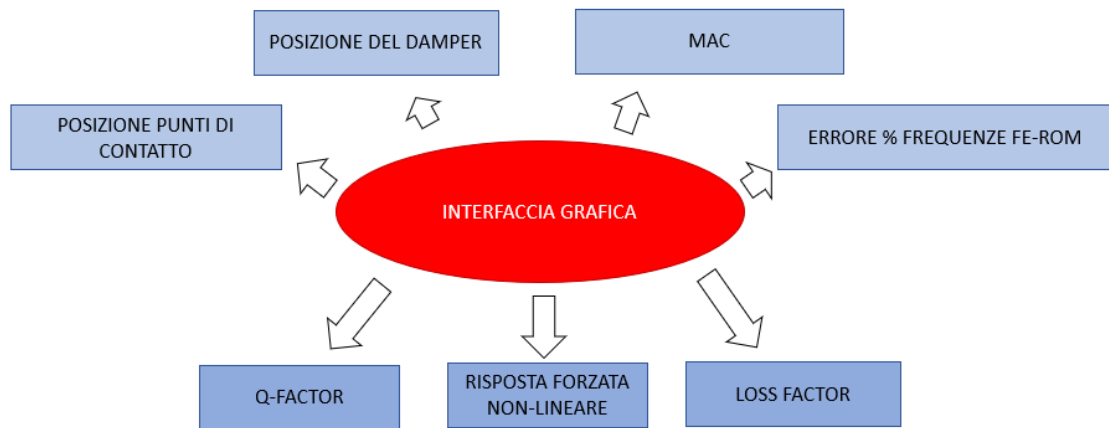 POSIZIONE DEL DAMPER
MAC
POSIZIONE PUNTI DI
CONTATTO
ERRORE % FREQUENZE FE-ROM
INTERFACCIA GRAFICA
Q-FACTOR
RISPOSTA FORZATA
NON-LINEARE
LOSS FACTOR